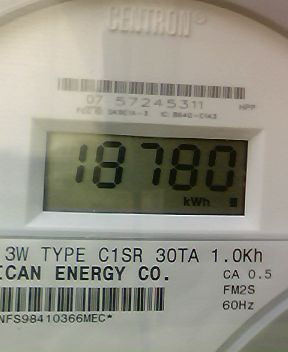 CENTRON®
07 57245311 HPP
18780
kWh
3W TYPE C1SR 30TA 1.0Kh
ICAN ENERGY CO. CA 0.5
FM2S
60Hz
NFS98410366MEC*